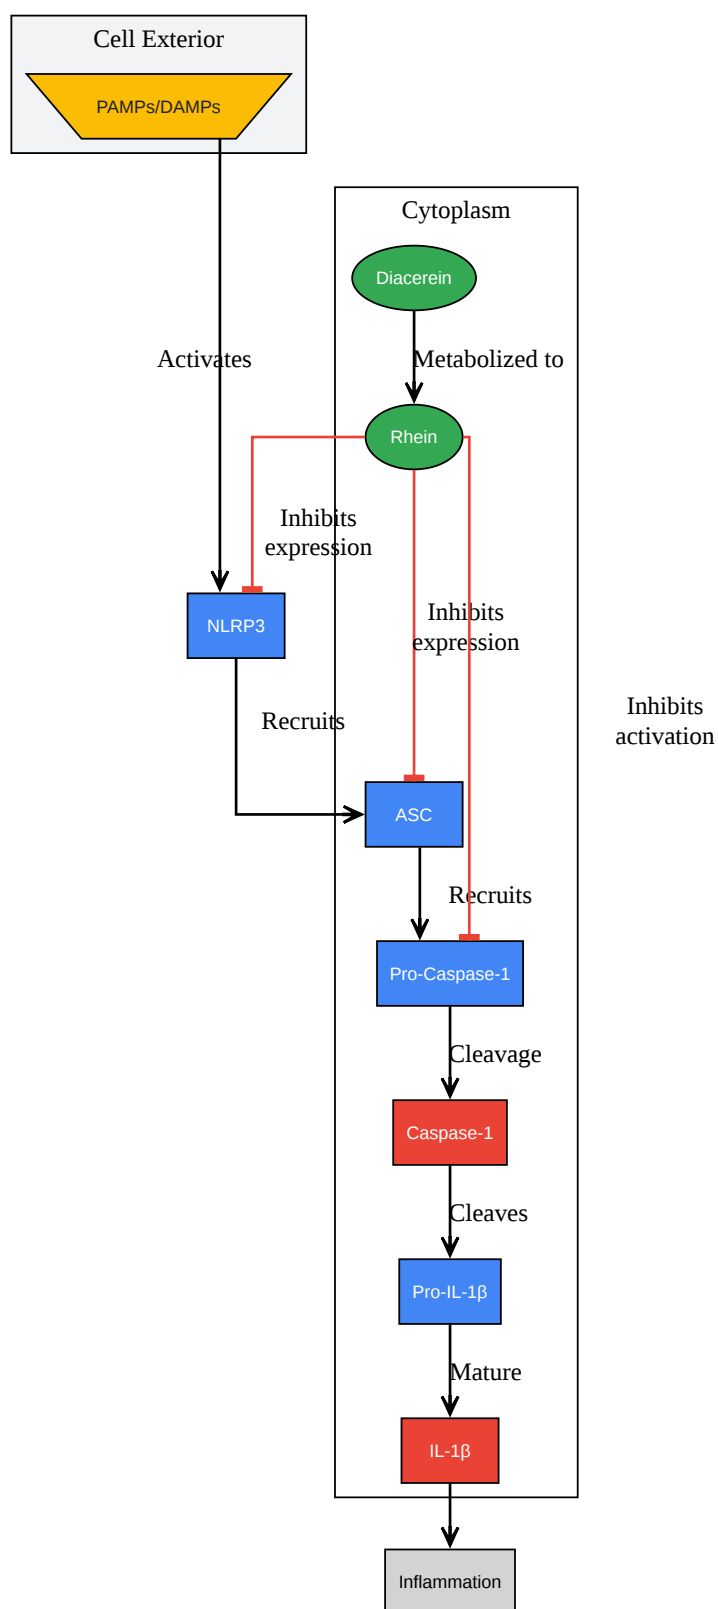 Cell Exterior
PAMPs/DAMPs
Cytoplasm
Diacerein
Activates
Metabolized to
Rhein
Inhibits
expression
Inhibits
expression
NLRP3
Inhibits
activation
Recruits
ASC
Recruits
Pro-Caspase-1
Cleavage
Caspase-1
Cleaves
Pro-IL-1β
Mature
IL-1β
Inflammation